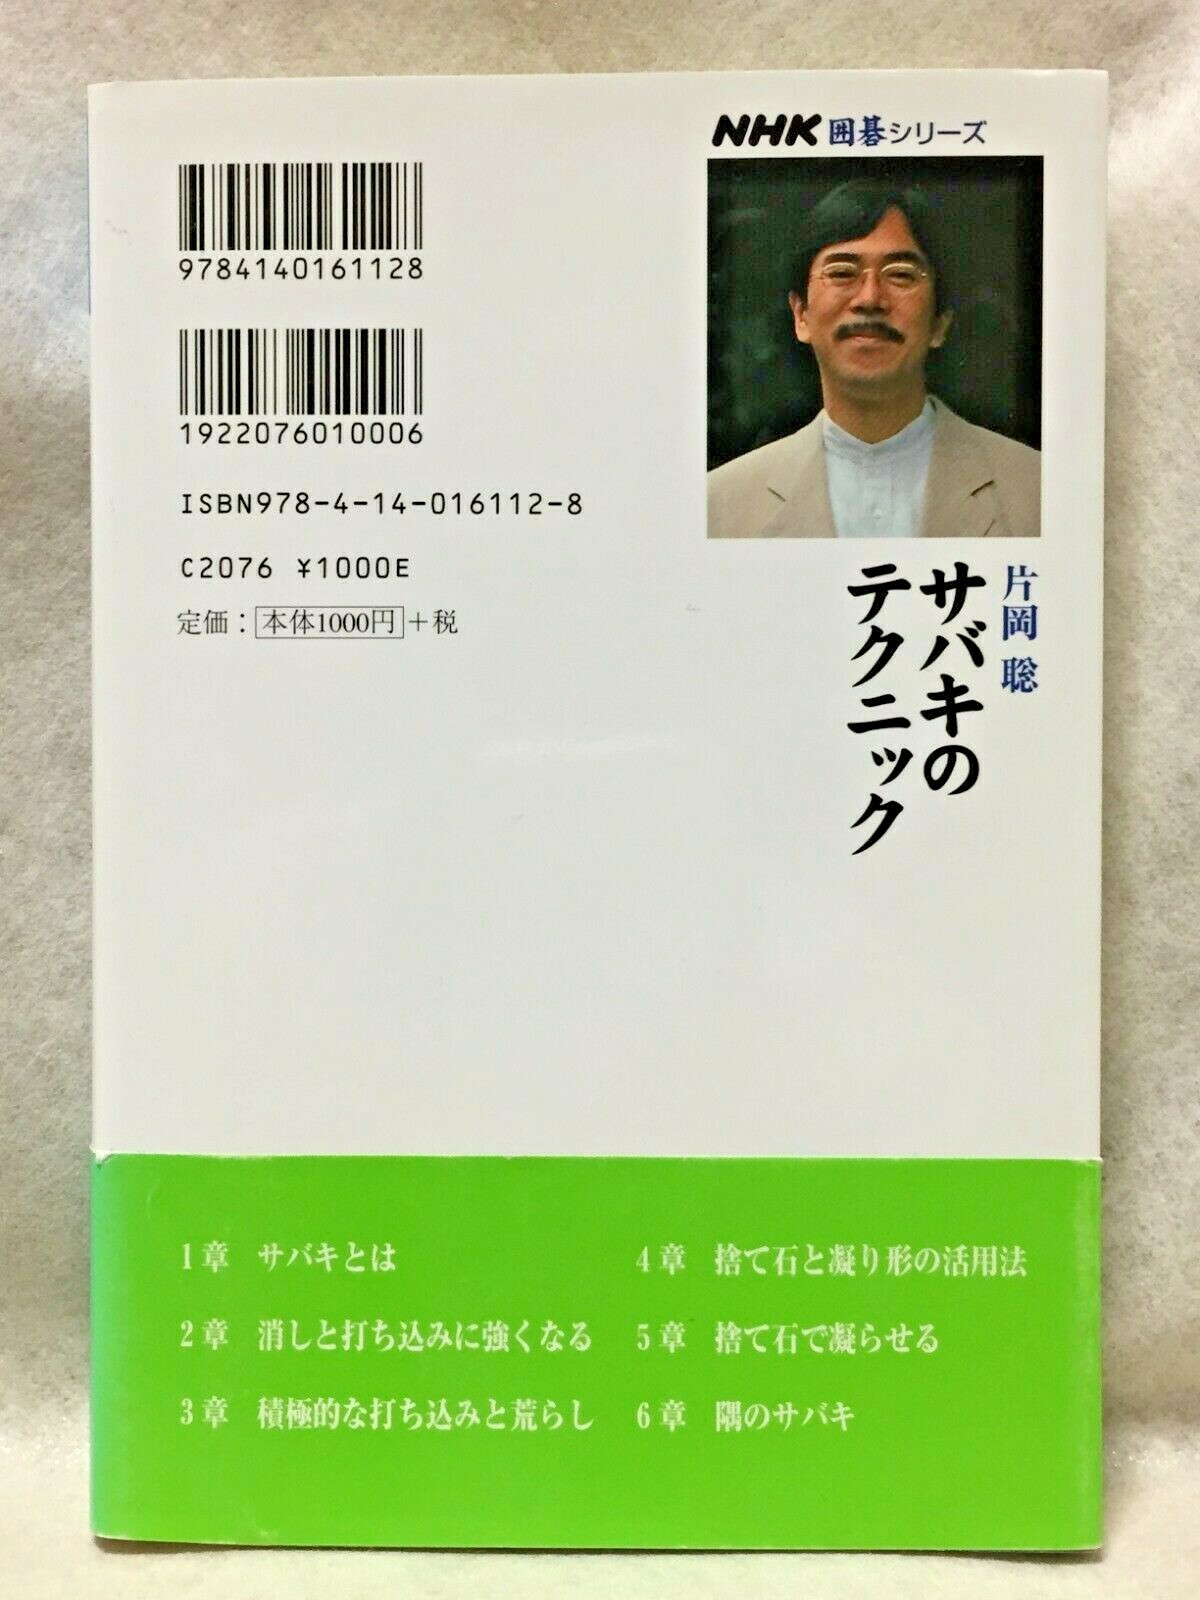 NHK囲碁シリーズ
9784140161128
1922076010006
ISBN978-4-14-016112-8
C2076 ¥1000E
定価：本体1000円+税
片岡 聡
サバキの
テクニック
1章 サバキとは
2章 消しと打ち込みに強くなる
3章 積極的な打ち込みと荒らし
4章 捨て石と凝り形の活用法
5章 捨て石で凝らせる
6章 隅のサバキ